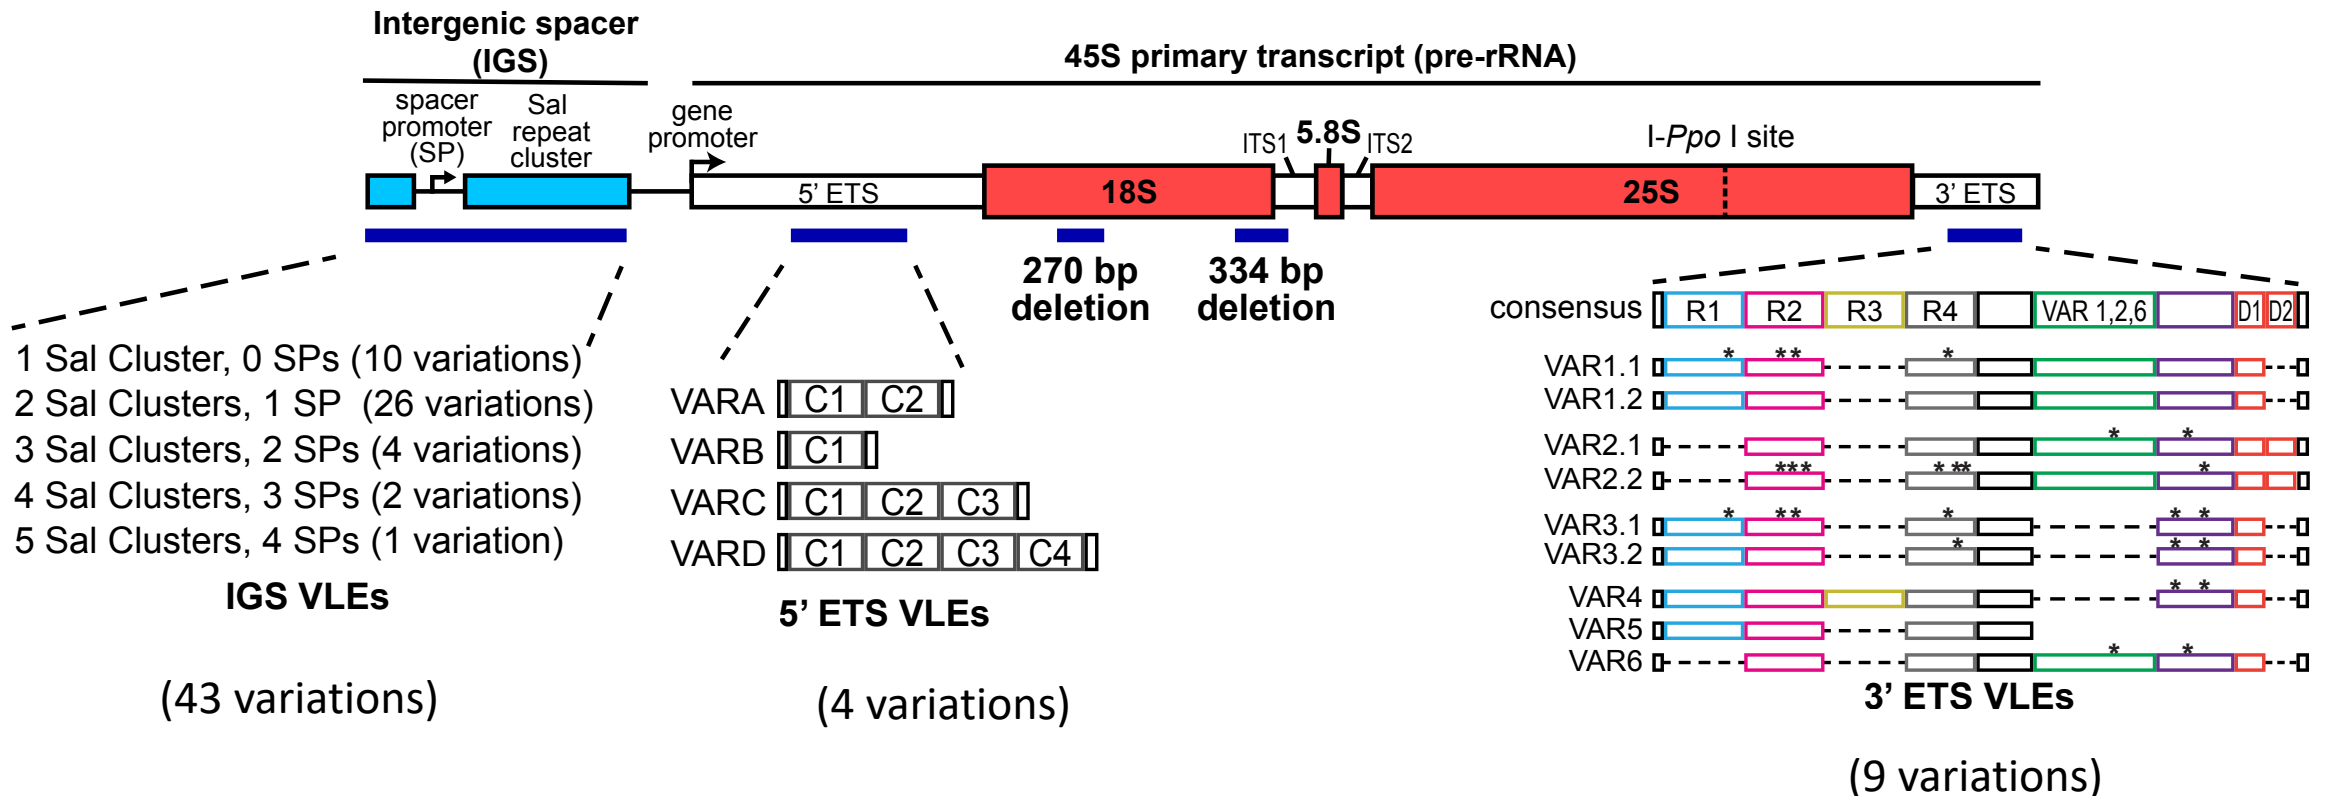 Intergenic spacer
(IGS)
45S primary transcript (pre-rRNA)
spacer
promoter
(SP)
Sal
repeat
cluster
gene
promoter
ITS1
5.8S
ITS2
I-Ppo I site
5’ ETS
18S
25S
3’ ETS
270 bp
deletion
334 bp
deletion
1 Sal Cluster, 0 SPs (10 variations)
2 Sal Clusters, 1 SP (26 variations)
3 Sal Clusters, 2 SPs (4 variations)
4 Sal Clusters, 3 SPs (2 variations)
5 Sal Clusters, 4 SPs (1 variation)
IGS VLEs
(43 variations)
VARA C1 C2
VARB C1
VARC C1 C2 C3
VARD C1 C2 C3 C4
5’ ETS VLEs
(4 variations)
consensus R1 R2 R3 R4 VAR 1,2,6 D1 D2
* ** *
VAR1.1
VAR1.2
* *
VAR2.1
*** *** *
VAR2.2
* ** * * *
VAR3.1
* * *
VAR3.2
* *
VAR4
VAR5
* *
VAR6
3’ ETS VLEs
(9 variations)